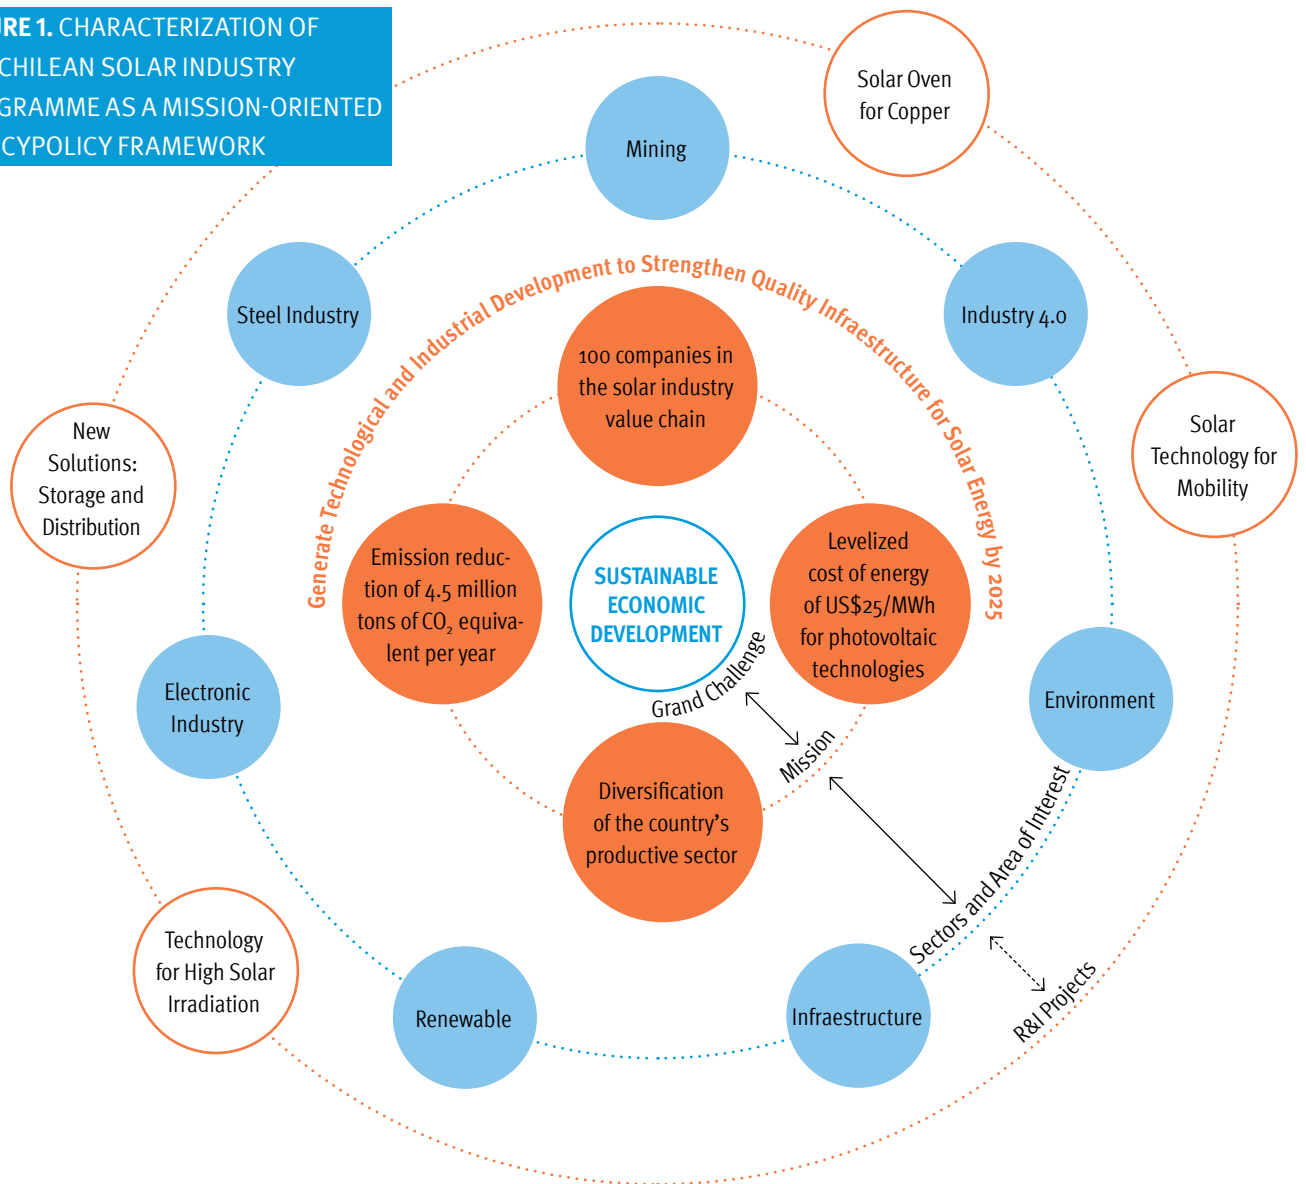 URE 1. CHARACTERIZATION OF
CHILEAN SOLAR INDUSTRY
GRAMME AS A MISSION-ORIENTED
CYPOLICY FRAMEWORK
Solar Oven
for Copper
Mining
Steel Industry
Industry 4.0
Generate Technological and Industrial Development to Strengthen Quality Infraestructure for Solar Energy by 2025
100 companies in
the solar industry
value chain
New
Solutions:
Storage and
Distribution
Solar
Technology for
Mobility
Emission reduc-
tion of 4.5 million
tons of CO₂ equiva-
lent per year
SUSTAINABLE
ECONOMIC
DEVELOPMENT
Levelized
cost of energy
of US$25/MWh
for photovoltaic
technologies
Grand Challenge
Mission
Electronic
Industry
Environment
Diversification
of the country's
productive sector
Sectors and Area of Interest
R&I Projects
Technology
for High Solar
Irradiation
Renewable
Infraestructure